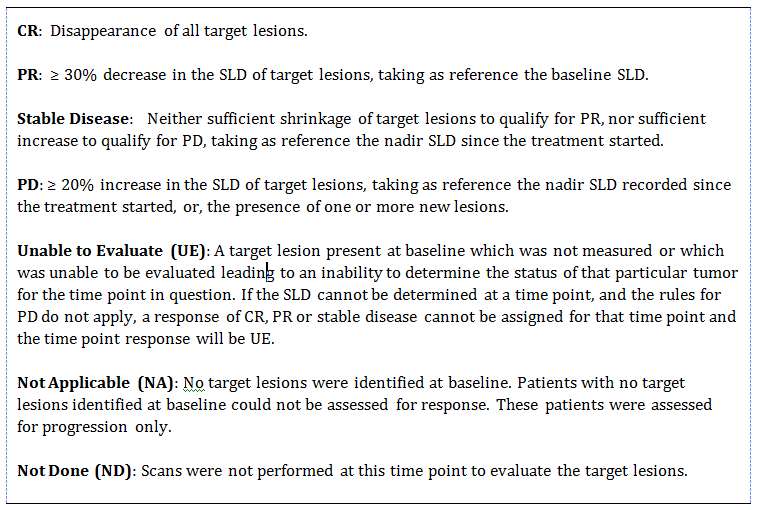 CR: Disappearance of all target lesions.
PR: ≥ 30% decrease in the SLD of target lesions, taking as reference the baseline SLD.
Stable Disease: Neither sufficient shrinkage of target lesions to qualify for PR, nor sufficient
increase to qualify for PD, taking as reference the nadir SLD since the treatment started.
PD: ≥ 20% increase in the SLD of target lesions, taking as reference the nadir SLD recorded since
the treatment started, or, the presence of one or more new lesions.
Unable to Evaluate (UE): A target lesion present at baseline which was not measured or which
was unable to be evaluated leading to an inability to determine the status of that particular tumor
for the time point in question. If the SLD cannot be determined at a time point, and the rules for
PD do not apply, a response of CR, PR or stable disease cannot be assigned for that time point and
the time point response will be UE.
Not Applicable (NA): No target lesions were identified at baseline. Patients with no target
lesions identified at baseline could not be assessed for response. These patients were assessed
for progression only.
Not Done (ND): Scans were not performed at this time point to evaluate the target lesions.